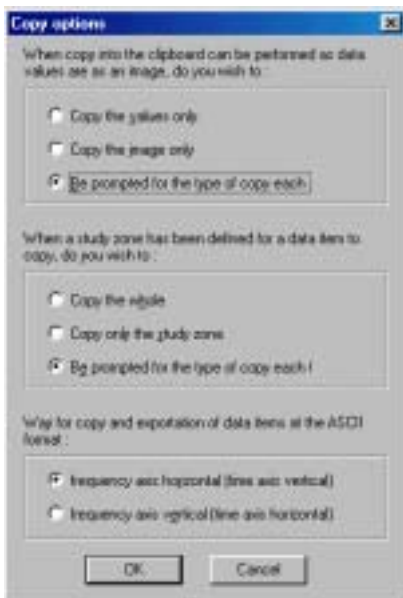 Copy options
When copy into the clipboard can be performed as data
values are as an image, do you wish to :
Copy the values only
Copy the image only
Be prompted for the type of copy each
When a study zone has been defined for a data item to
copy, do you wish to :
Copy the whole
Copy only the study zone
Be prompted for the type of copy each
Way for copy and exportation of data items at the ASCII
format :
frequency axis horizontal (time axis vertical)
frequency axis vertical (time axis horizontal)
OK
Cancel